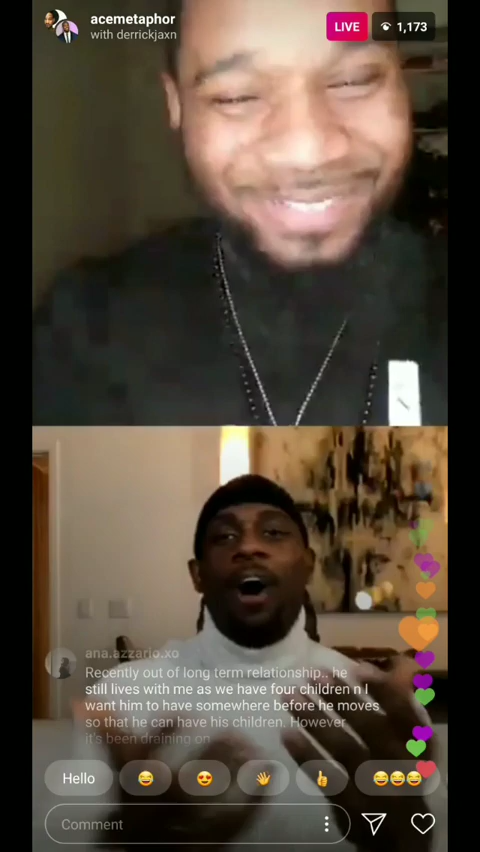 acemetaphor
with derrickjaxn
LIVE
1,173
ana.azzario.xo
Recently out of long term relationship.. he
still lives with me as we have four children n I
want him to have somewhere before he moves
so that he can have his children. However
it's been draining on
Hello
Comment